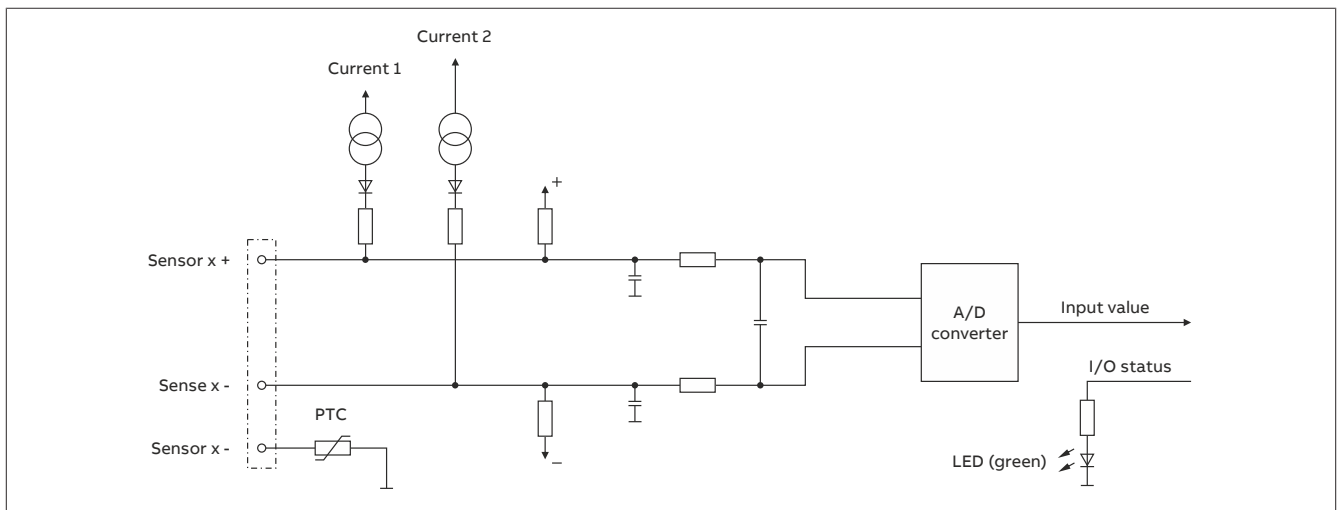 Current 2
Current 1
+
Sensor x +
A/D
converter
Input value
I/O status
Sense x -
PTC
Sensor x -
LED (green)
−